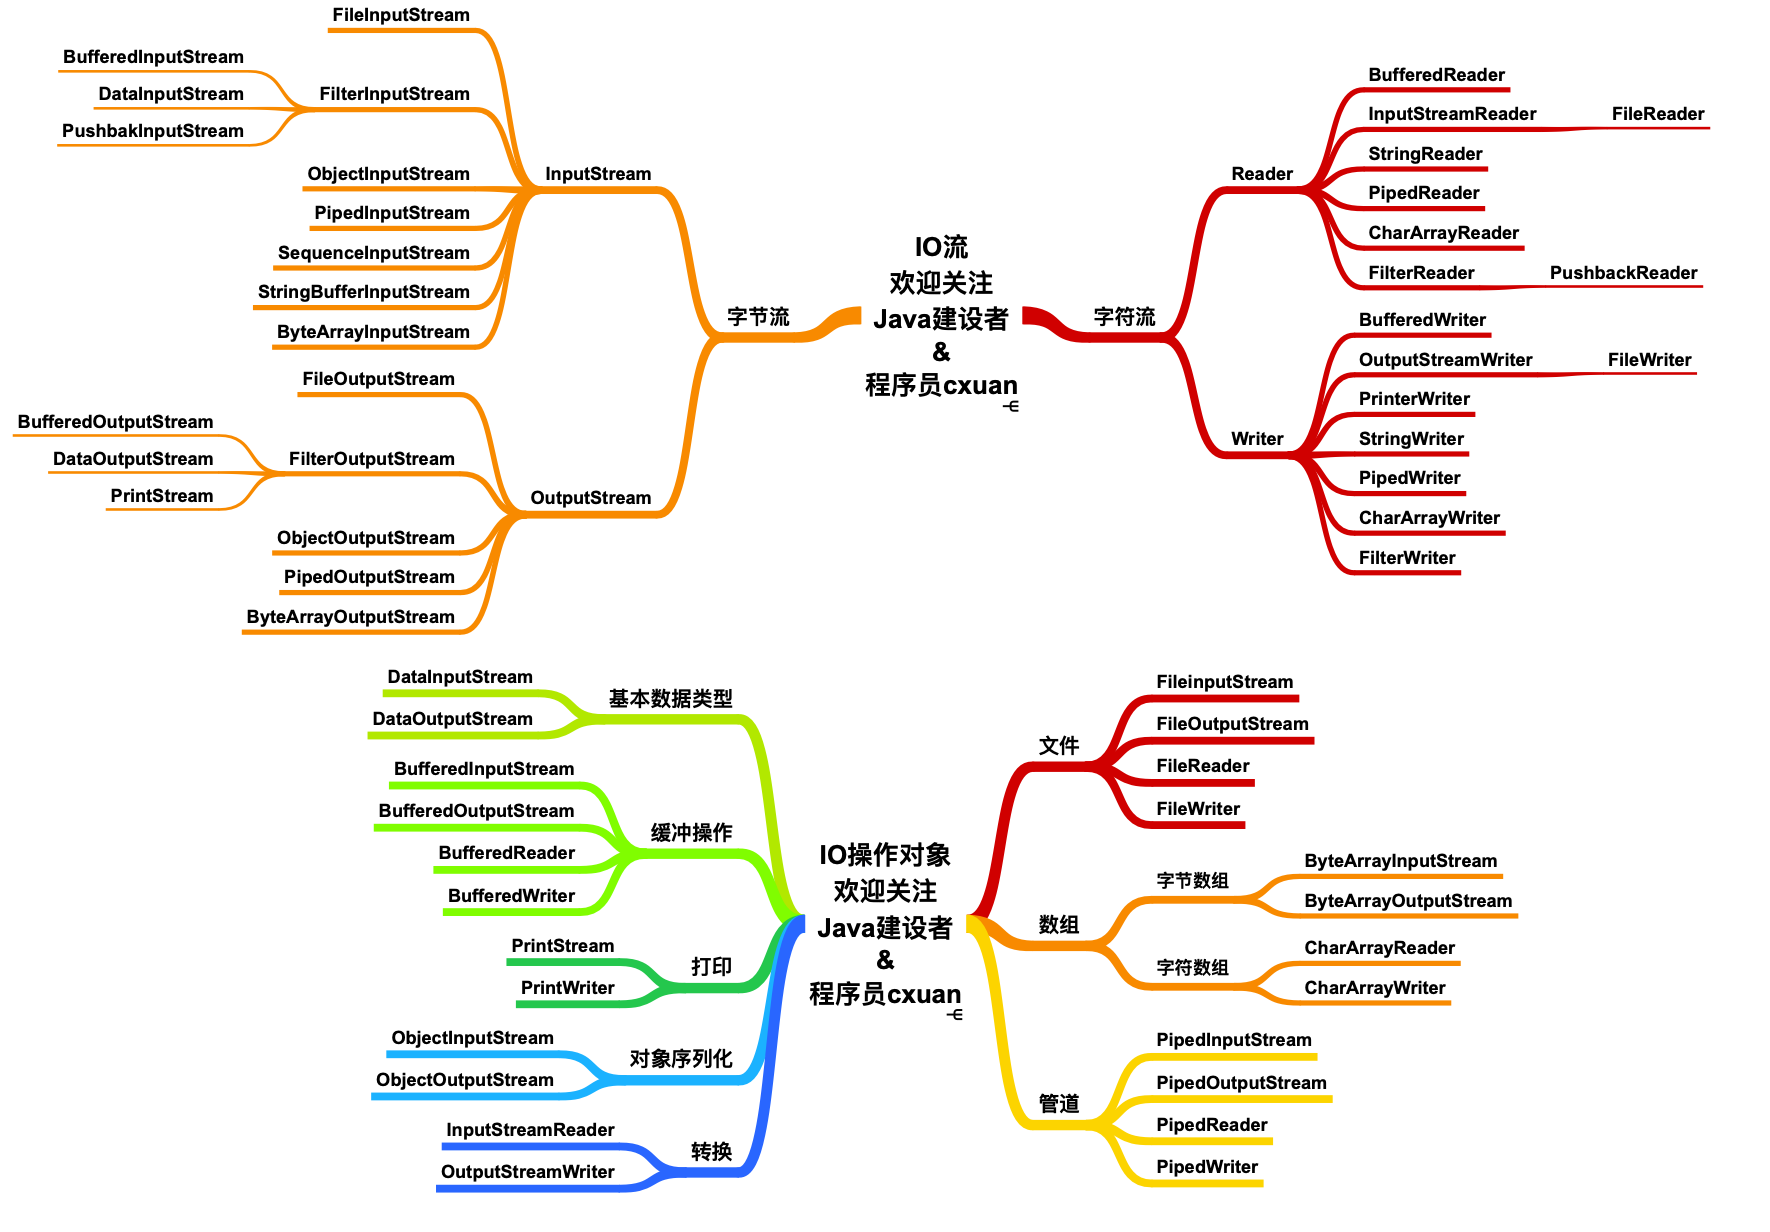 IO流
欢迎关注
Java建设者
&
程序员cxuan
字节流
InputStream
FileInputStream
FilterInputStream
BufferedInputStream
DataInputStream
PushbakInputStream
ObjectInputStream
PipedInputStream
SequenceInputStream
StringBufferInputStream
ByteArrayInputStream
OutputStream
FileOutputStream
FilterOutputStream
BufferedOutputStream
DataOutputStream
PrintStream
ObjectOutputStream
PipedOutputStream
ByteArrayOutputStream
字符流
Reader
BufferedReader
InputStreamReader
FileReader
StringReader
PipedReader
CharArrayReader
FilterReader
PushbackReader
Writer
BufferedWriter
OutputStreamWriter
FileWriter
PrinterWriter
StringWriter
PipedWriter
CharArrayWriter
FilterWriter
IO操作对象
欢迎关注
Java建设者
&
程序员cxuan
基本数据类型
DataInputStream
DataOutputStream
缓冲操作
BufferedInputStream
BufferedOutputStream
BufferedReader
BufferedWriter
打印
PrintStream
PrintWriter
对象序列化
ObjectInputStream
ObjectOutputStream
转换
InputStreamReader
OutputStreamWriter
文件
FileinputStream
FileOutputStream
FileReader
FileWriter
数组
字节数组
ByteArrayInputStream
ByteArrayOutputStream
字符数组
CharArrayReader
CharArrayWriter
管道
PipedInputStream
PipedOutputStream
PipedReader
PipedWriter